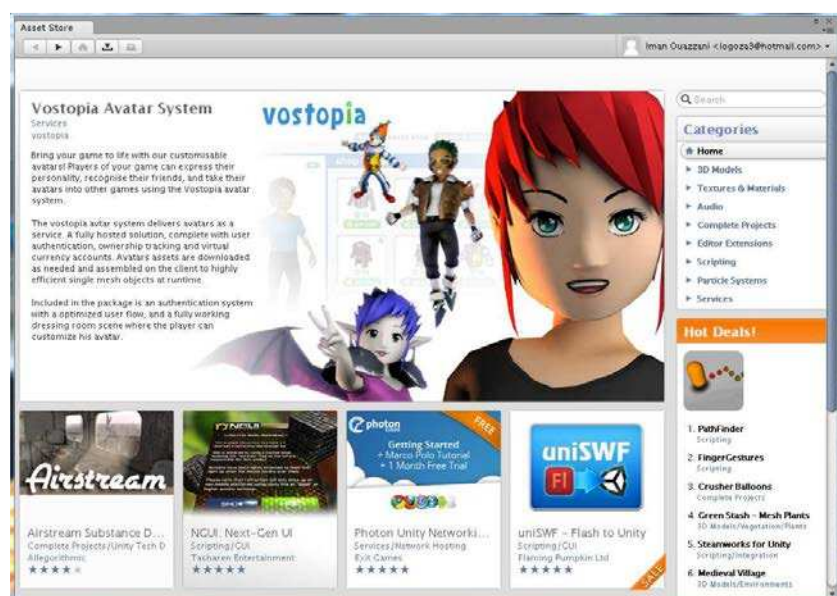 Asset Store
Iman Ouazzani <logoza3@hotmail.com>
Vostopia Avatar System
Services
vostopia
Bring your game to life with our customisable
avatars! Players of your game can express their
personality, recognise their friends, and take their
avatars into other games using the Vostopia avatar
system.
The vostopia avtar system delivers avatars as a
service. A fully hosted solution, complete with user
authentication, ownership tracking and virtual
currency accounts. Avatars assets are downloaded
as needed and assembled on the client to highly
efficient single mesh objects at runtime.
Included in the package is an authentication system
with a optimized user flow, and a fully working
dressing room scene where the player can
customize his avatar.
vostopia
Search
Categories
Home
3D Models
Textures & Materials
Audio
Complete Projects
Editor Extensions
Scripting
Particle Systems
Services
Hot Deals!
1. PathFinder
Scripting
2. FingerGestures
Scripting
3. Crusher Balloons
Complete Projects
4. Green Stash - Mesh Plants
3D Models/Vegetation/Plants
5. Steamworks for Unity
Scripting/Integration
6. Medieval Village
3D Models/Environments
Airstream
Airstream Substance D...
Complete Projects/Unity Tech D
Allegorithmic
NGUI
NGUI: Next-Gen UI
Scripting/GUI
Tasharen Entertainment
photon
FREE
Getting Started
+ Marco Polo Tutorial
+ 1 Month Free Trial
Photon Unity Networki...
Services/Network Hosting
Exit Games
uniSWF
Fl
uniSWF - Flash to Unity
Scripting/GUI
Flaming Pumpkin Ltd
SALE